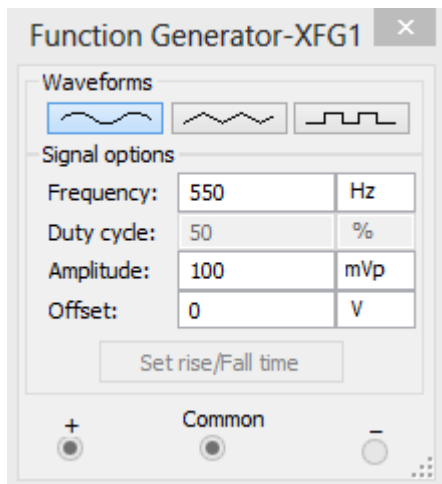 Function Generator-XFG1 ×
Waveforms
Signal options
Frequency: 550 Hz
Duty cycle: 50 %
Amplitude: 100 mVp
Offset: 0 V
Set rise/Fall time
+ Common −